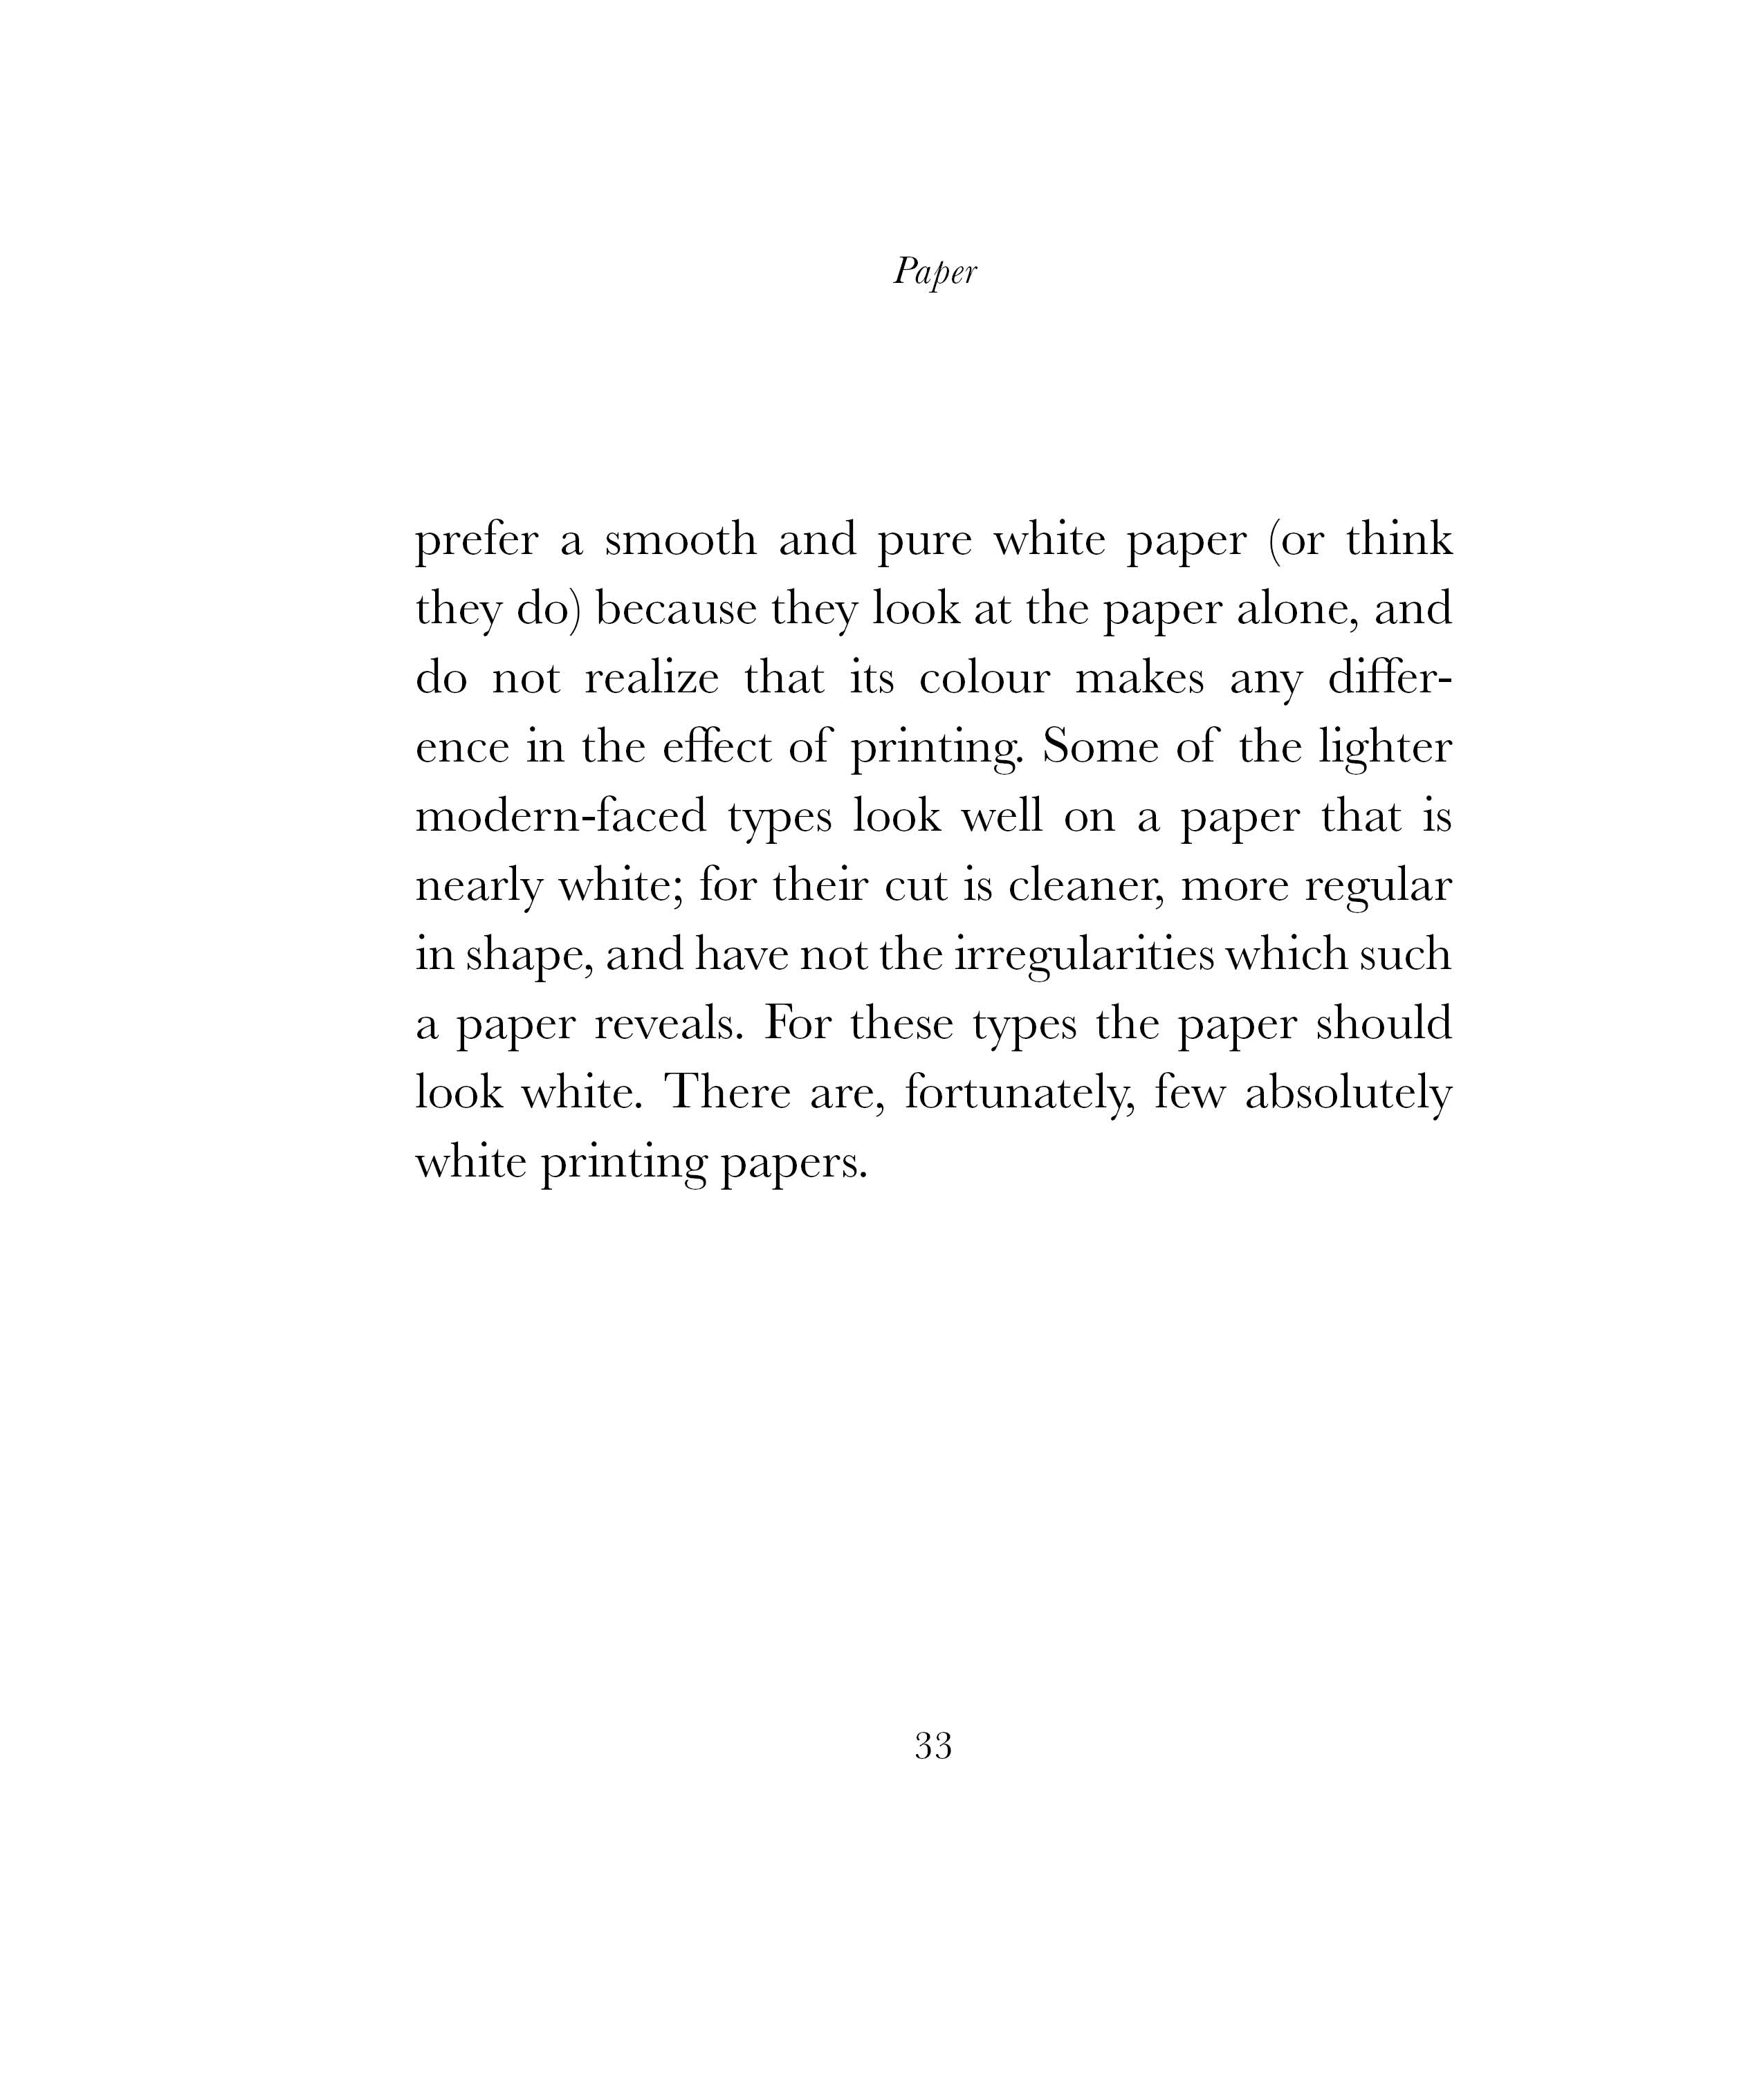 Paper
prefer a smooth and pure white paper (or think
they do) because they look at the paper alone, and
do not realize that its colour makes any differ-
ence in the effect of printing. Some of the lighter
modern-faced types look well on a paper that is
nearly white; for their cut is cleaner, more regular
in shape, and have not the irregularities which such
a paper reveals. For these types the paper should
look white. There are, fortunately, few absolutely
white printing papers.
33